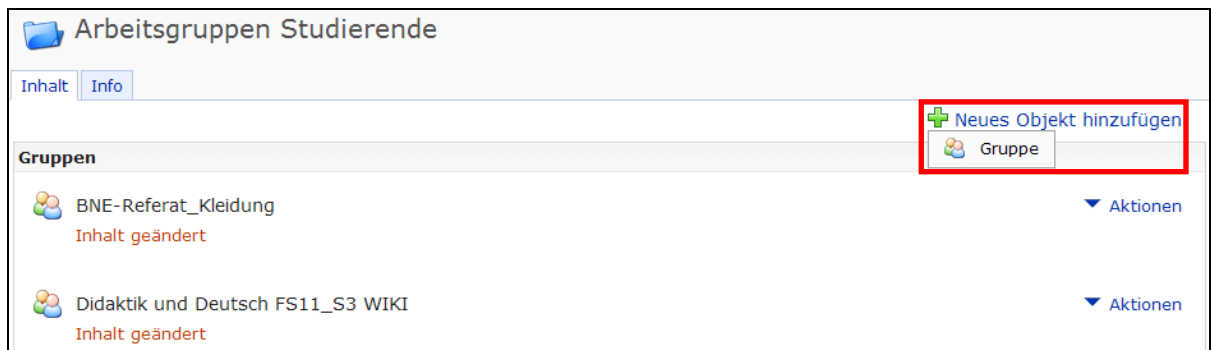 Arbeitsgruppen Studierende
Inhalt Info
Neues Objekt hinzufügen
Gruppe
Gruppen
BNE-Referat_Kleidung Aktionen
Inhalt geändert
Didaktik und Deutsch FS11_S3 WIKI Aktionen
Inhalt geändert